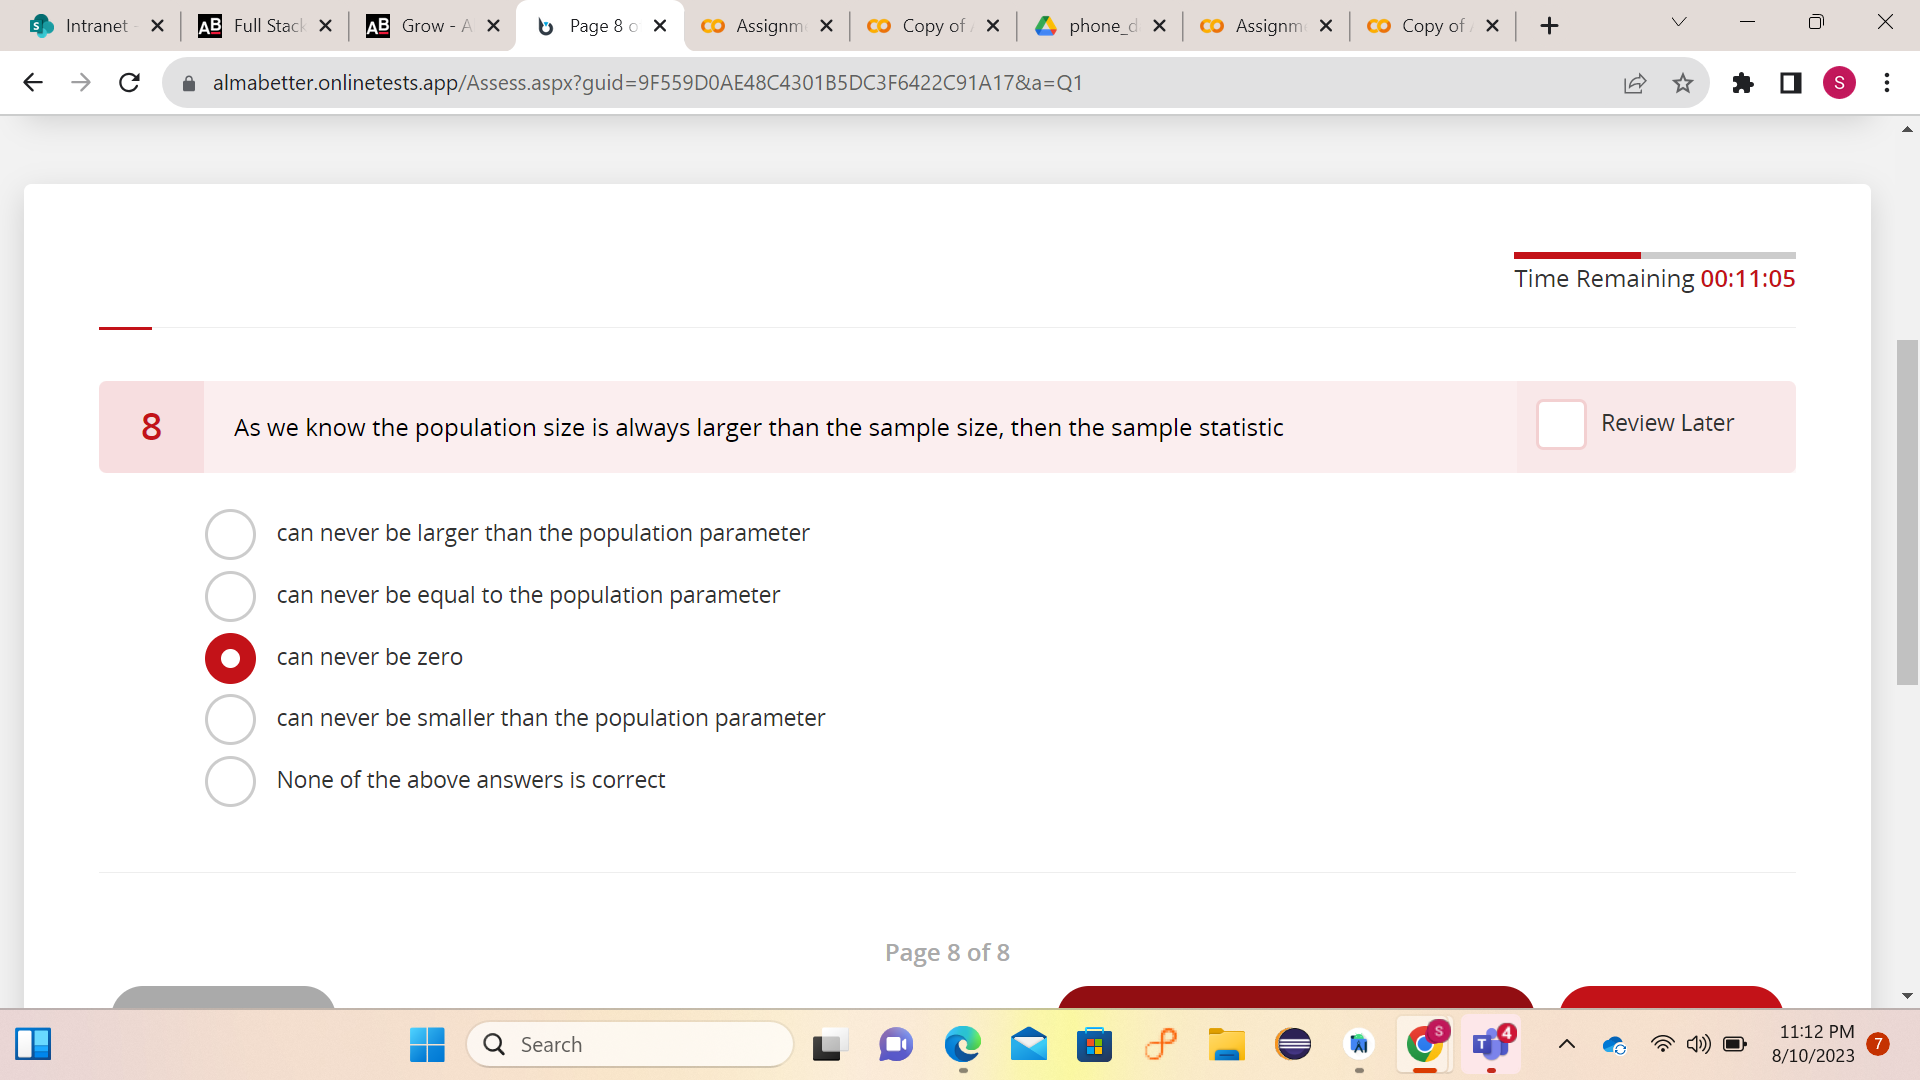 Intranet
Full Stack
Grow - A
Page 8 o
Assignm
Copy of
phone_d
Assignm
Copy of
almabetter.onlinetests.app/Assess.aspx?guid=9F559D0AE48C4301B5DC3F6422C91A17&a=Q1
S
Time Remaining 00:11:05
8
As we know the population size is always larger than the sample size, then the sample statistic
Review Later
can never be larger than the population parameter
can never be equal to the population parameter
can never be zero
can never be smaller than the population parameter
None of the above answers is correct
Page 8 of 8
Search
S
4
11:12 PM
8/10/2023
7